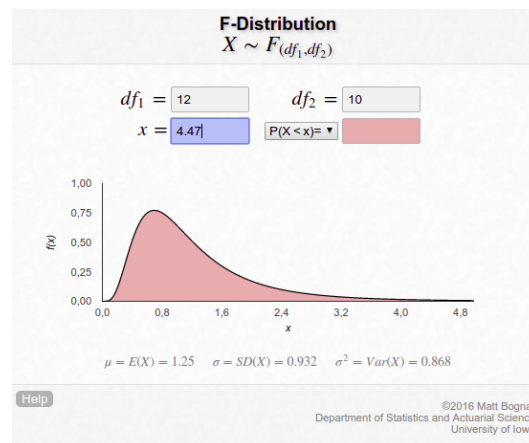 F-Distribution
X ~ F(df1,df2)
df1 = 12 df2 = 10
x = 4.47 P(X < x)=
1,00
0,75
0,50
0,25
0,00
f(x)
0,0 0,8 1,6 2,4 3,2 4,0 4,8
x
μ = E(X) = 1.25 σ = SD(X) = 0.932 σ² = Var(X) = 0.868
Help
©2016 Matt Bogna
Department of Statistics and Actuarial Scienc
University of Iow